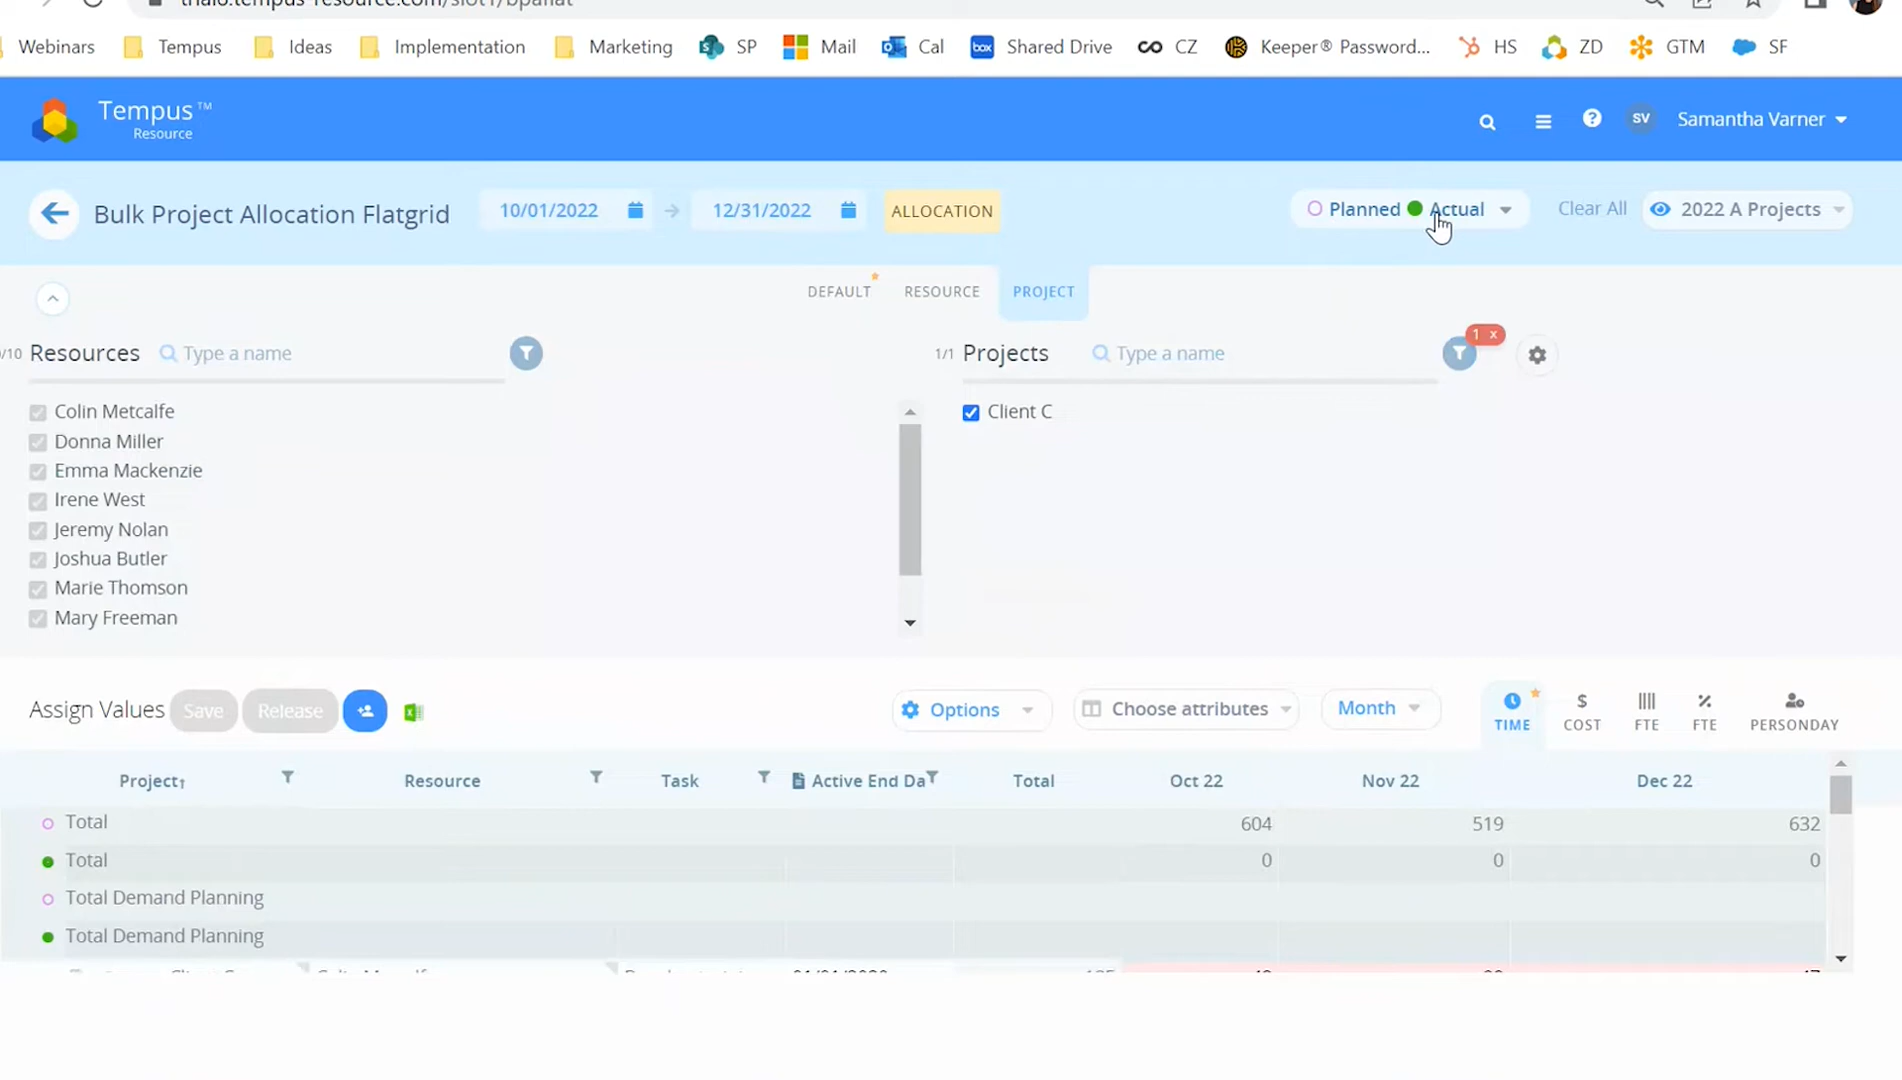 thalo.tempus-resource.com/slot1/bpaflat
Webinars Tempus Ideas Implementation Marketing SP Mail Cal box Shared Drive CZ Keeper® Password... HS ZD GTM SF
Tempus™
Resource
SV Samantha Varner
Bulk Project Allocation Flatgrid 10/01/2022 12/31/2022 ALLOCATION Planned Actual Clear All 2022 A Projects
DEFAULT RESOURCE PROJECT
/10 Resources Type a name 1/1 Projects Type a name 1 x
Colin Metcalfe Client C
Donna Miller
Emma Mackenzie
Irene West
Jeremy Nolan
Joshua Butler
Marie Thomson
Mary Freeman
Assign Values Save Release Options Choose attributes Month TIME $ COST FTE % FTE PERSONDAY
Project↑ Resource Task Active End Da Total Oct 22 Nov 22 Dec 22
Total 604 519 632
Total 0 0 0
Total Demand Planning
Total Demand Planning